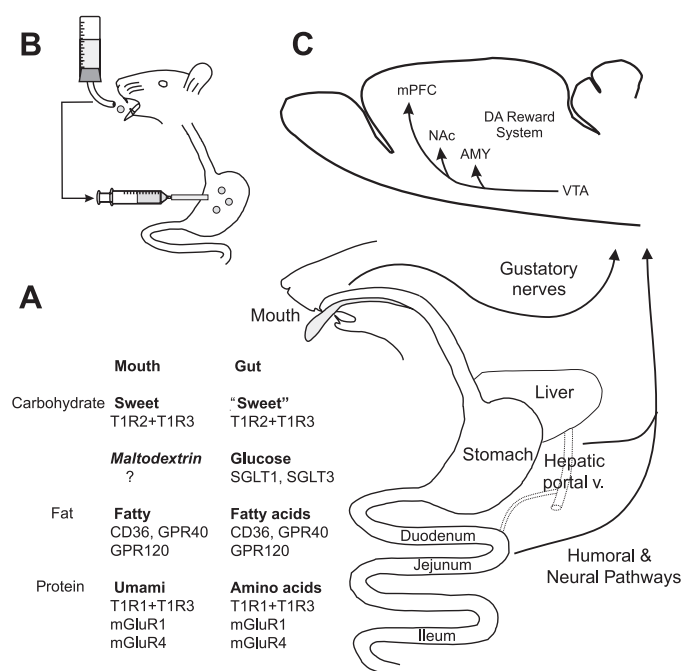 B
C
mPFC
NAc
AMY
DA Reward
System
VTA
A
Mouth
Gustatory
nerves
Liver
Stomach
Hepatic
portal v.
Duodenum
Jejunum
Ileum
Humoral &
Neural Pathways
Mouth Gut
Carbohydrate Sweet “Sweet”
T1R2+T1R3 T1R2+T1R3
Maltodextrin Glucose
? SGLT1, SGLT3
Fat Fatty Fatty acids
CD36, GPR40 CD36, GPR40
GPR120 GPR120
Protein Umami Amino acids
T1R1+T1R3 T1R1+T1R3
mGluR1 mGluR1
mGluR4 mGluR4